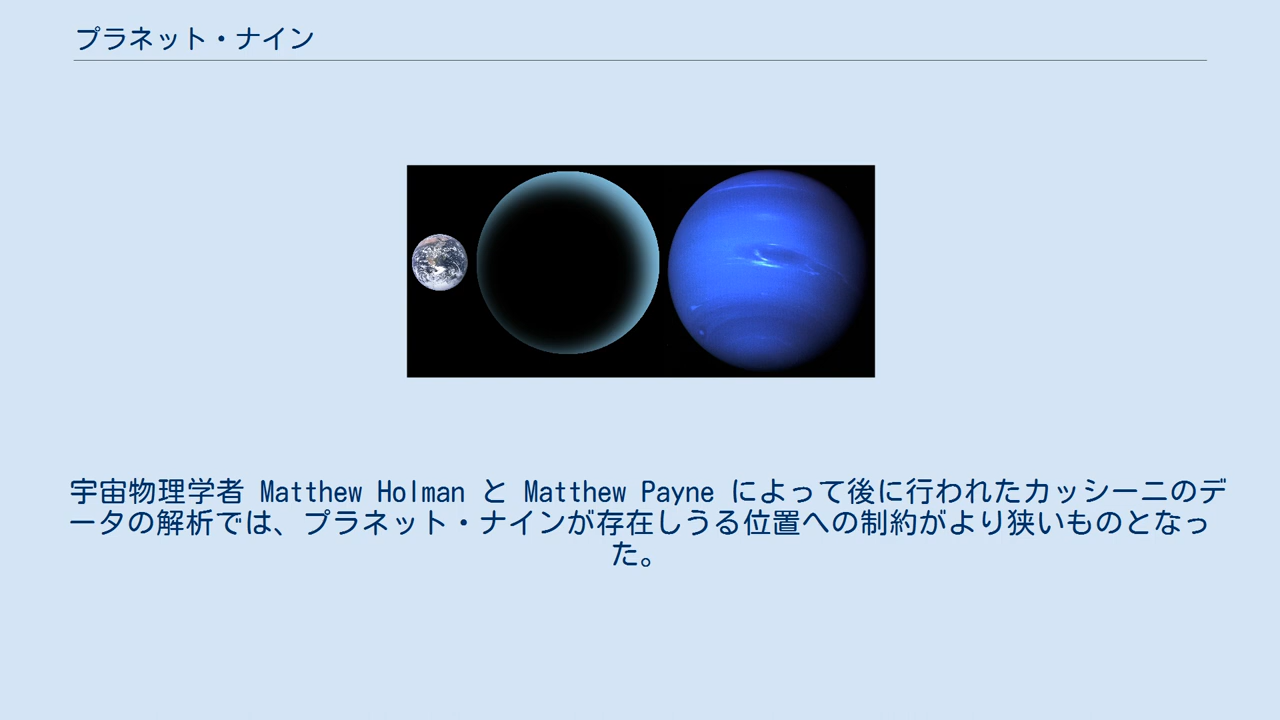 プラネット・ナイン
宇宙物理学者 Matthew Holman と Matthew Payne によって後に行われたカッシーニのデ
ータの解析では、プラネット・ナインが存在しうる位置への制約がより狭いものとなっ
た。